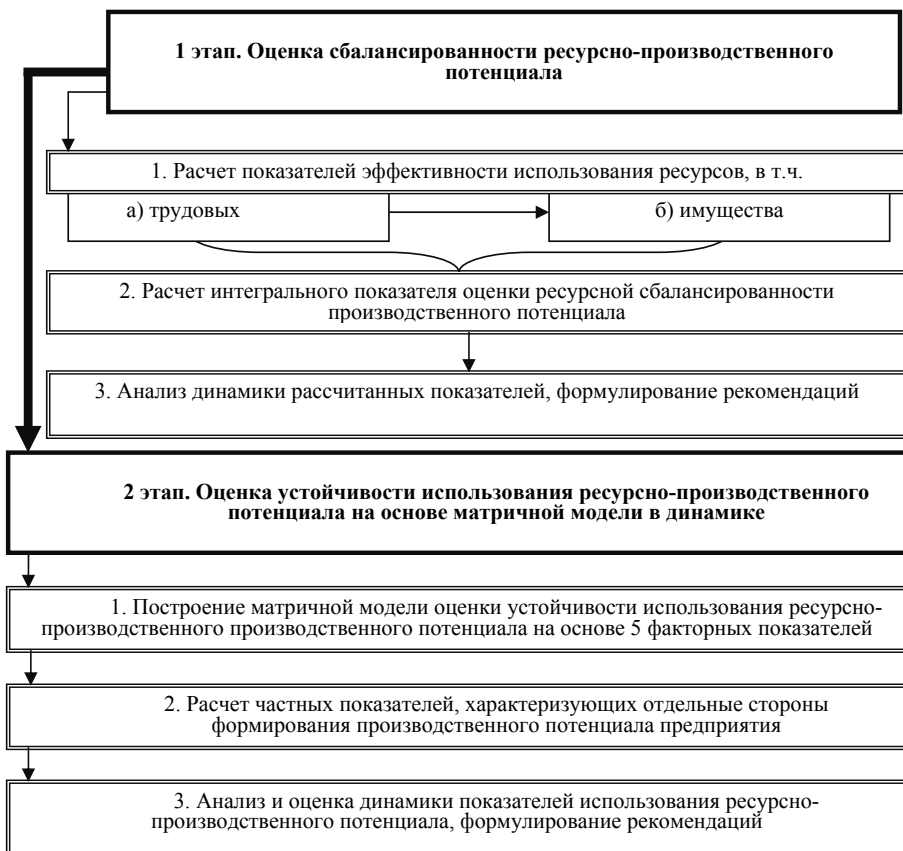 1 этап. Оценка сбалансированности ресурсно-производственного
потенциала
1. Расчет показателей эффективности использования ресурсов, в т.ч.
а) трудовых
б) имущества
2. Расчет интегрального показателя оценки ресурсной сбалансированности
производственного потенциала
3. Анализ динамики рассчитанных показателей, формулирование рекомендаций
2 этап. Оценка устойчивости использования ресурсно-производственного
потенциала на основе матричной модели в динамике
1. Построение матричной модели оценки устойчивости использования ресурсно-
производственного производственного потенциала на основе 5 факторных показателей
2. Расчет частных показателей, характеризующих отдельные стороны
формирования производственного потенциала предприятия
3. Анализ и оценка динамики показателей использования ресурсно-
производственного потенциала, формулирование рекомендаций